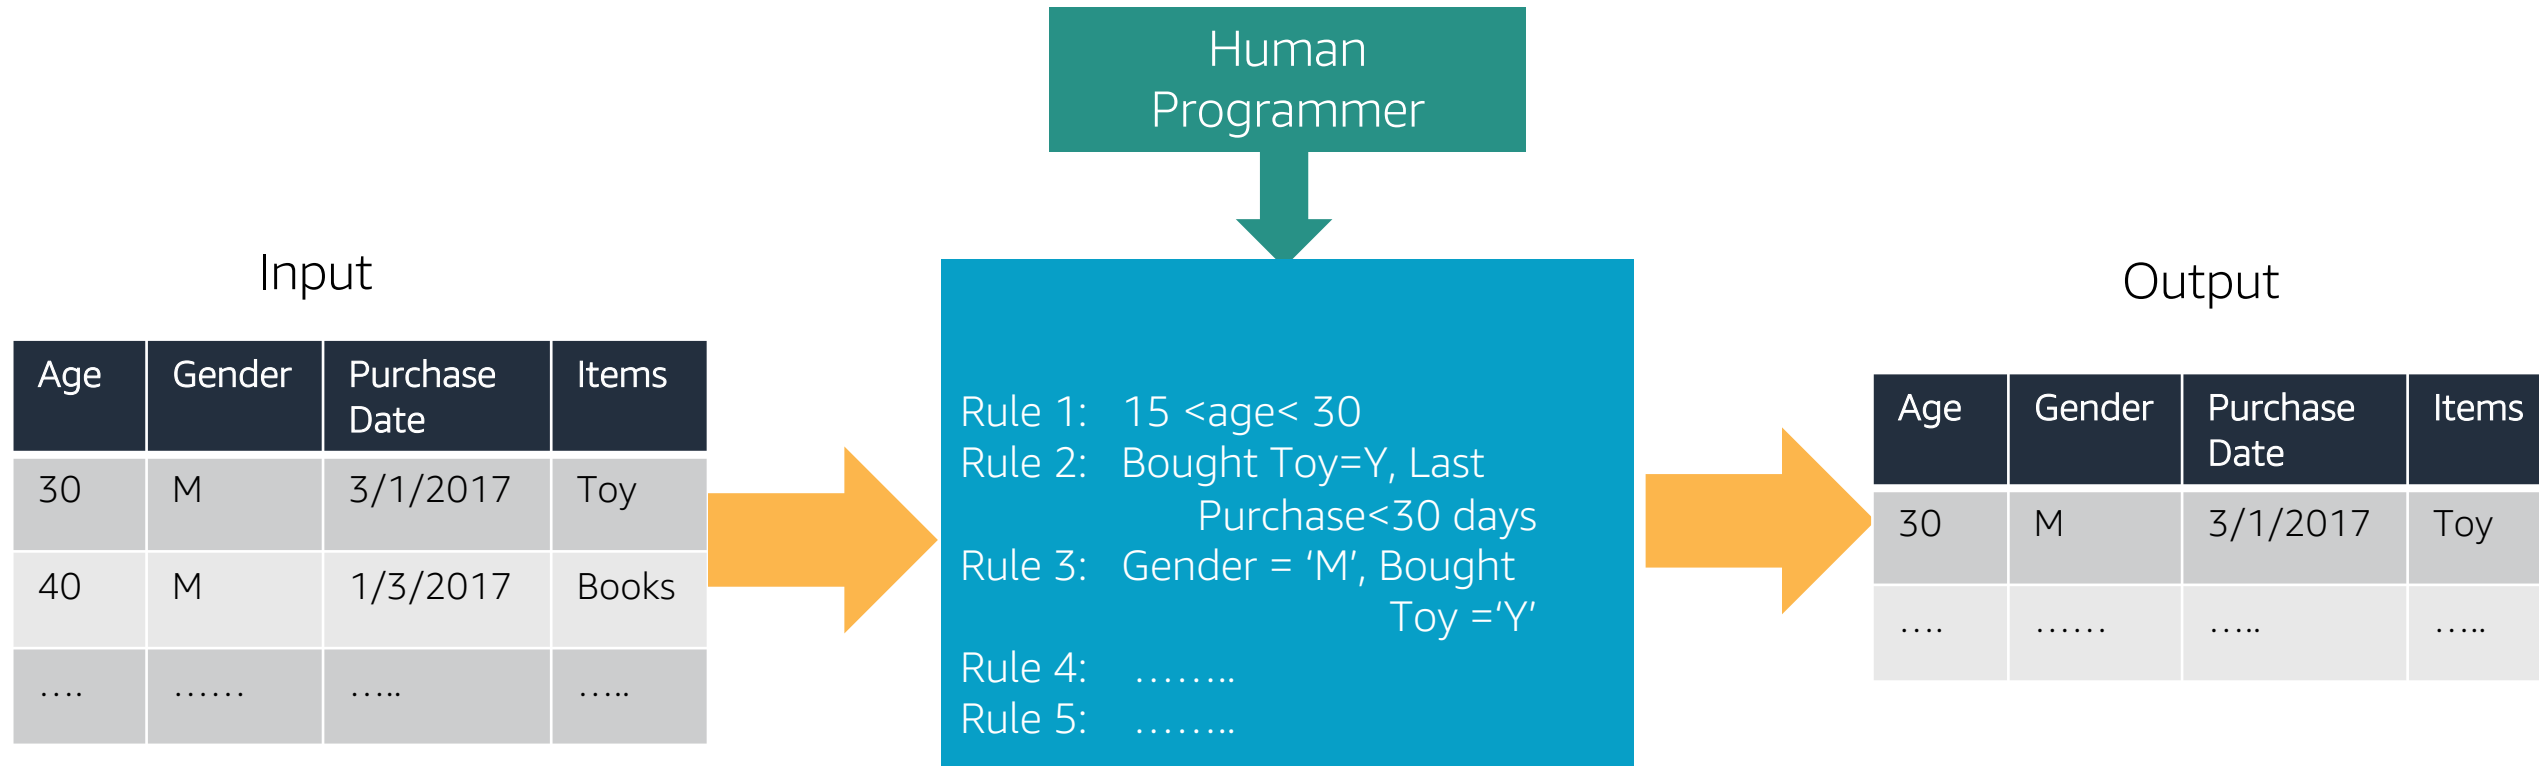 Human
Programmer
Input
Age Gender Purchase Date Items
30 M 3/1/2017 Toy
40 M 1/3/2017 Books
.... ...... ..... .....
Rule 1: 15 <age< 30
Rule 2: Bought Toy=Y, Last
Purchase<30 days
Rule 3: Gender = ‘M’, Bought
Toy =‘Y’
Rule 4: ........
Rule 5: ........
Output
Age Gender Purchase Date Items
30 M 3/1/2017 Toy
.... ...... ..... .....